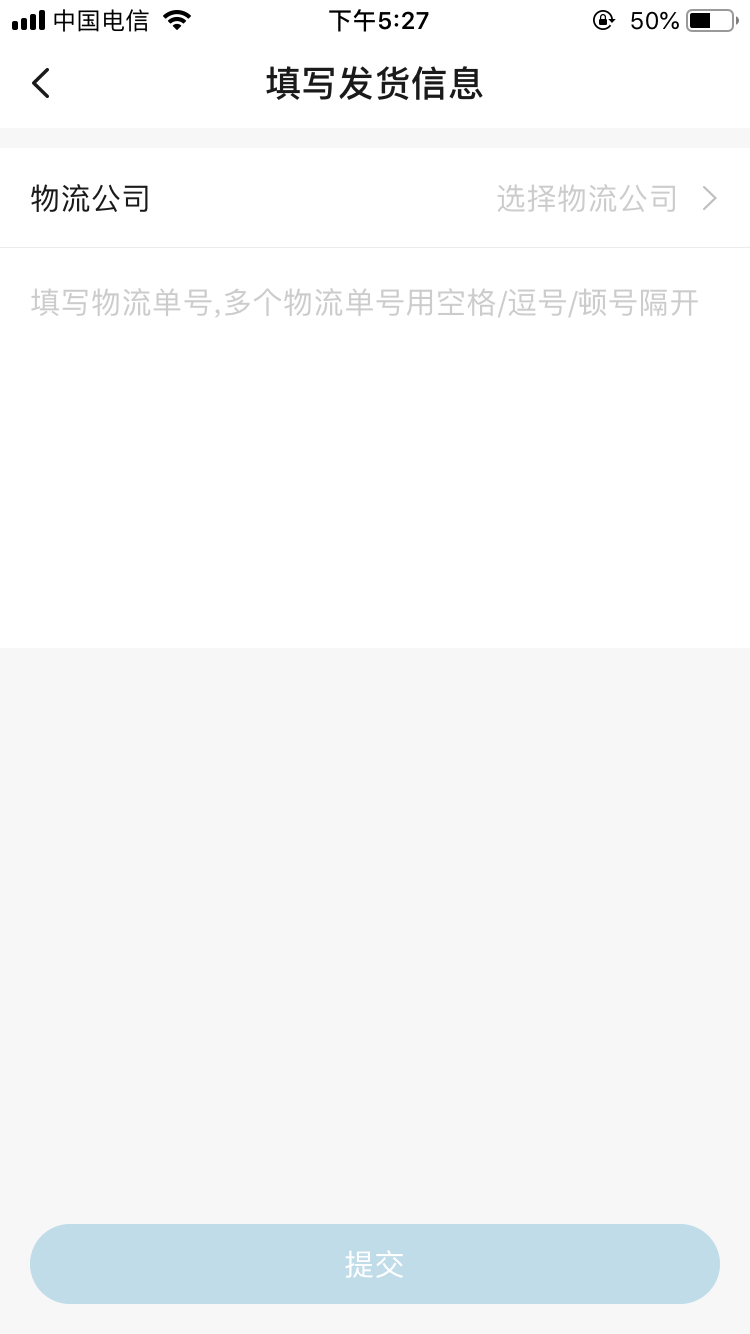 中国电信 下午5:27 50%
填写发货信息
物流公司 选择物流公司
填写物流单号,多个物流单号用空格/逗号/顿号隔开
提交